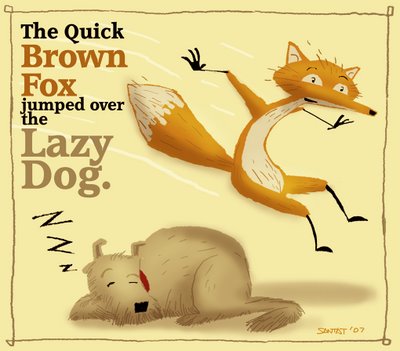 The Quick
Brown
Fox
jumped over
the
Lazy
Dog.
ZZZ
SANTAT '07